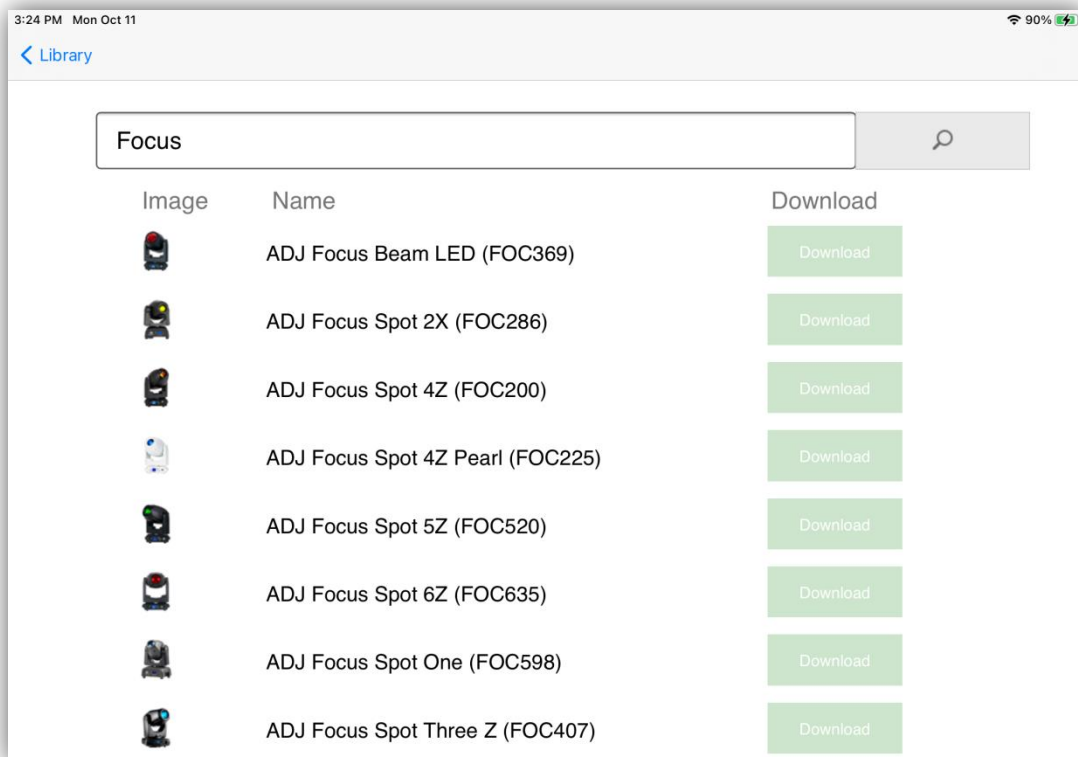 3:24 PM Mon Oct 11 90%
Library
Focus
Image Name Download
ADJ Focus Beam LED (FOC369) Download
ADJ Focus Spot 2X (FOC286) Download
ADJ Focus Spot 4Z (FOC200) Download
ADJ Focus Spot 4Z Pearl (FOC225) Download
ADJ Focus Spot 5Z (FOC520) Download
ADJ Focus Spot 6Z (FOC635) Download
ADJ Focus Spot One (FOC598) Download
ADJ Focus Spot Three Z (FOC407) Download